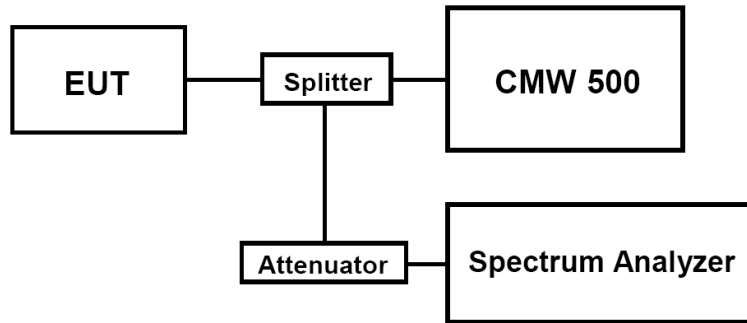 EUT
Splitter
CMW 500
Attenuator
Spectrum Analyzer